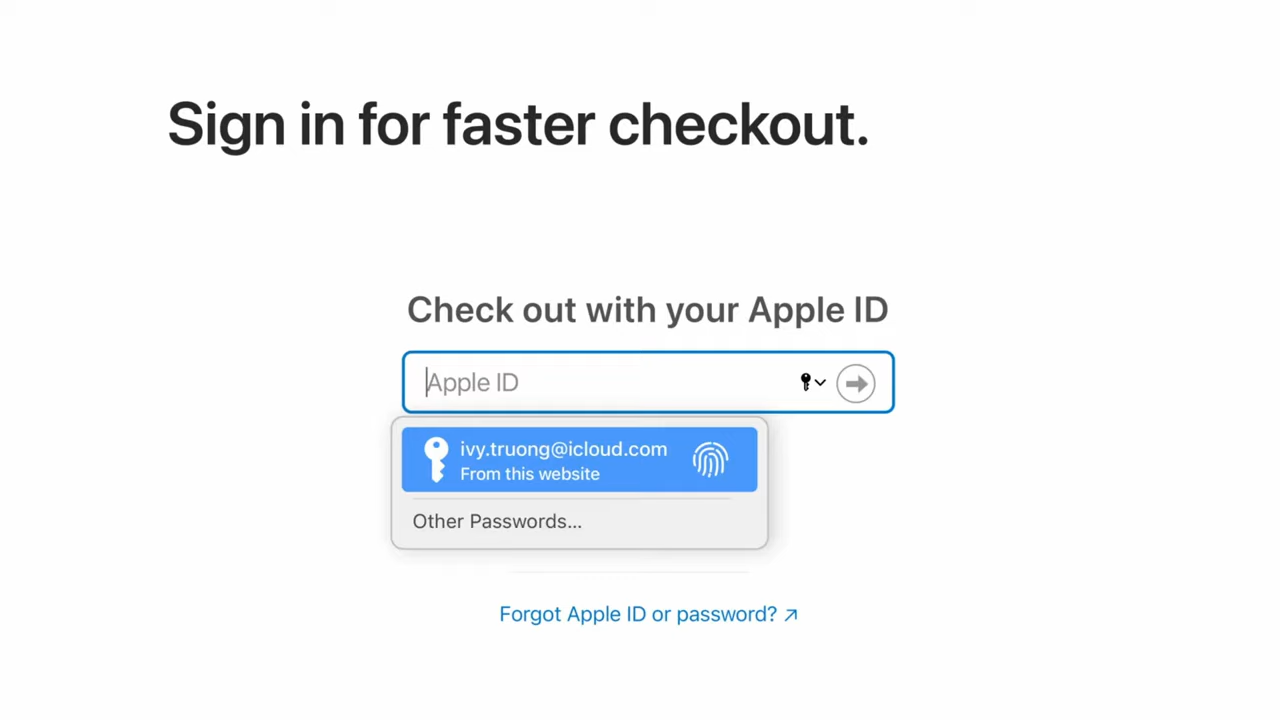 Sign in for faster checkout.
Check out with your Apple ID
Apple ID
ivy.truong@icloud.com
From this website
Other Passwords...
Forgot Apple ID or password? ↗